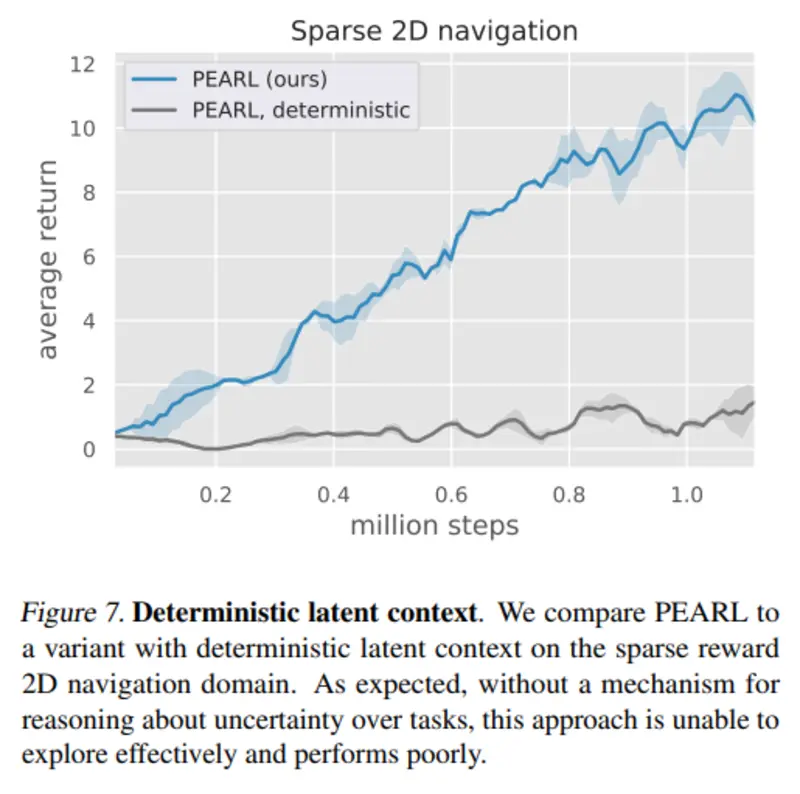 Sparse 2D navigation
PEARL (ours)
PEARL, deterministic
12
10
8
6
4
2
0
average return
0.2 0.4 0.6 0.8 1.0
million steps
Figure 7. Deterministic latent context. We compare PEARL to
a variant with deterministic latent context on the sparse reward
2D navigation domain. As expected, without a mechanism for
reasoning about uncertainty over tasks, this approach is unable to
explore effectively and performs poorly.